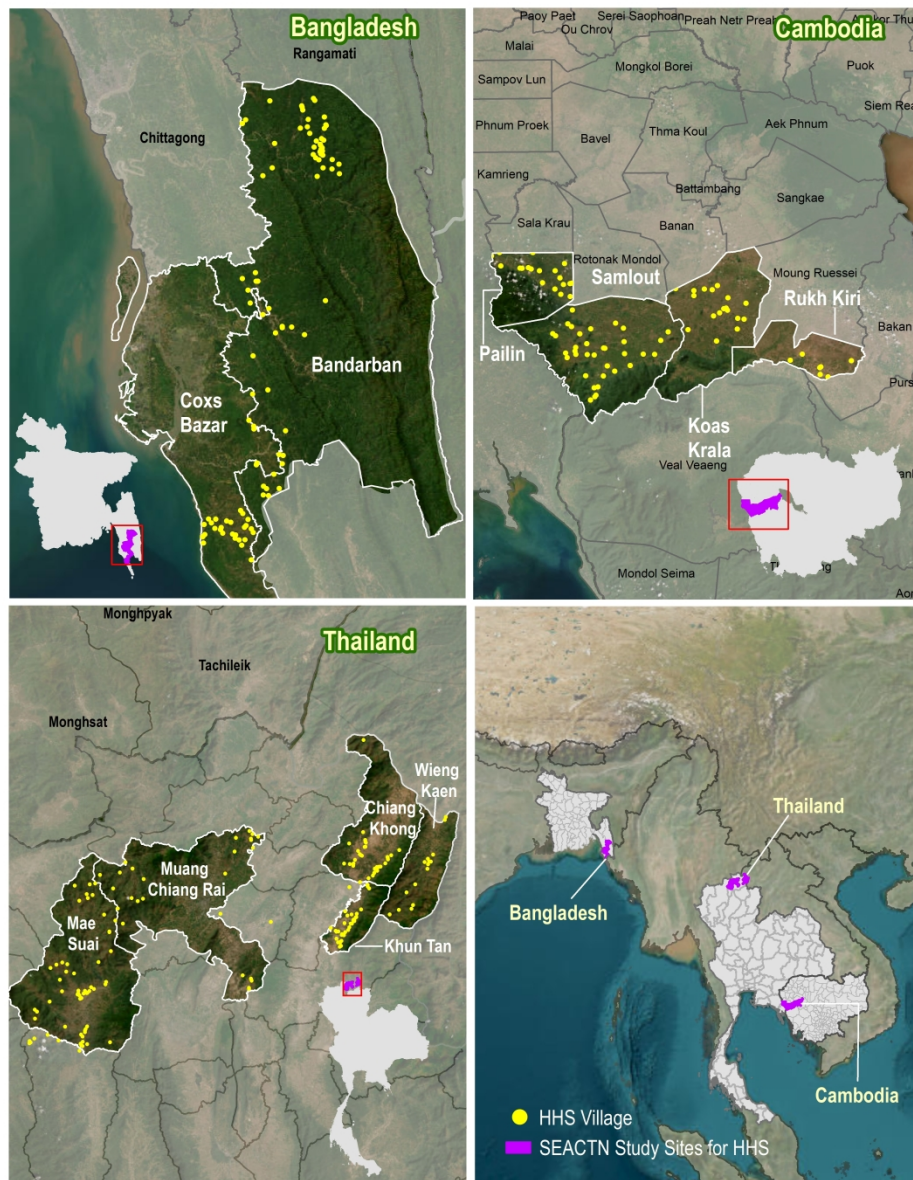 Bangladesh
Rangamati
Chittagong
Bandarban
Coxs
Bazar
Paoy Paet
Serei Saophoan
Preah Netr Preah
Ou Chrov
Cambodia
Malai
Mongkol Borei
Puok
Sampov Lun
Siem Rea
Phnum Proek
Bavel
Thma Koul
Aek Phnum
Kamrieng
Battambang
Sangkae
Sala Krau
Banan
Rotonak Mondol
Samlout
Moung Ruessei
Rukh Kiri
Bakan
Pailin
Purs
Koas
Krala
Veal Veaeng
Mondol Seima
Monghpyak
Thailand
Tachileik
Monghsat
Wieng
Kaen
Chiang
Khong
Muang
Chiang Rai
Mae
Suai
Khun Tan
Thailand
Bangladesh
Cambodia
HHS Village
SEACTN Study Sites for HHS